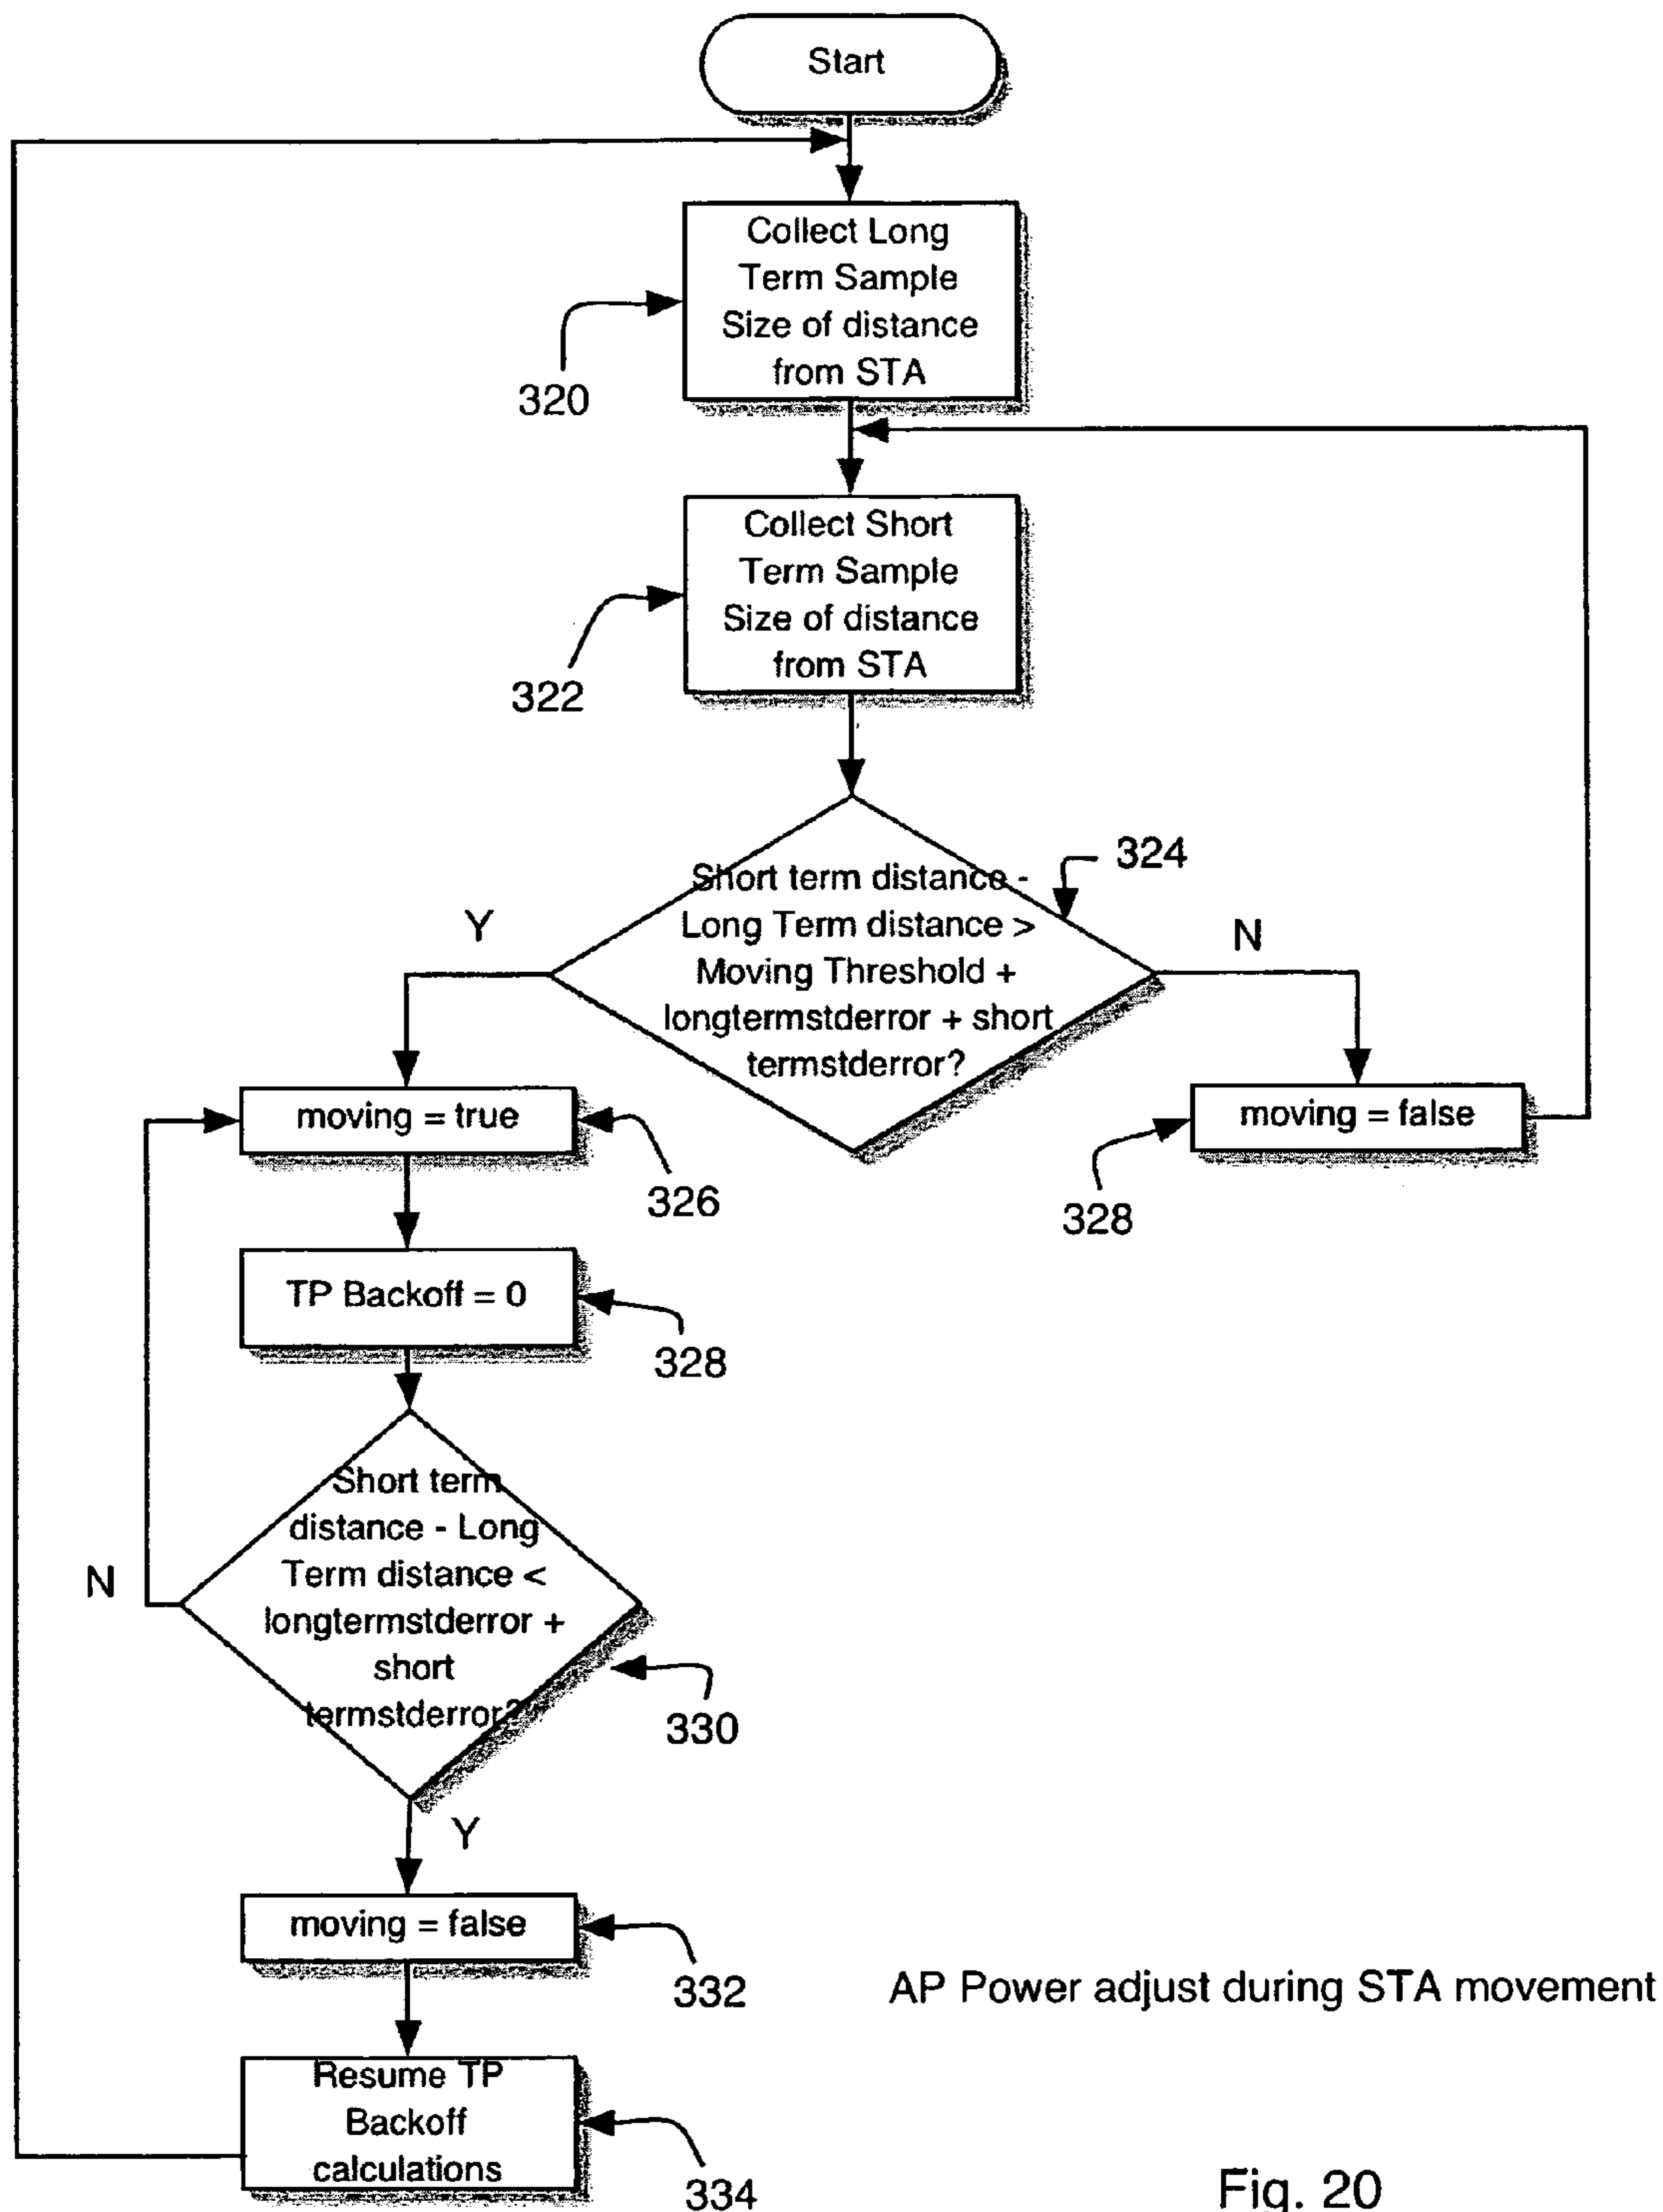 Start
Collect Long
Term Sample
Size of distance
from STA
320
Collect Short
Term Sample
Size of distance
from STA
322
324
Short term distance -
Long Term distance >
Moving Threshold +
longtermstderror + short
termstderror?
Y
N
moving = true
326
moving = false
328
TP Backoff = 0
328
Short term
distance - Long
Term distance <
longtermstderror +
short
termstderror?
N
330
Y
moving = false
332
AP Power adjust during STA movement
Resume TP
Backoff
calculations
334
Fig. 20